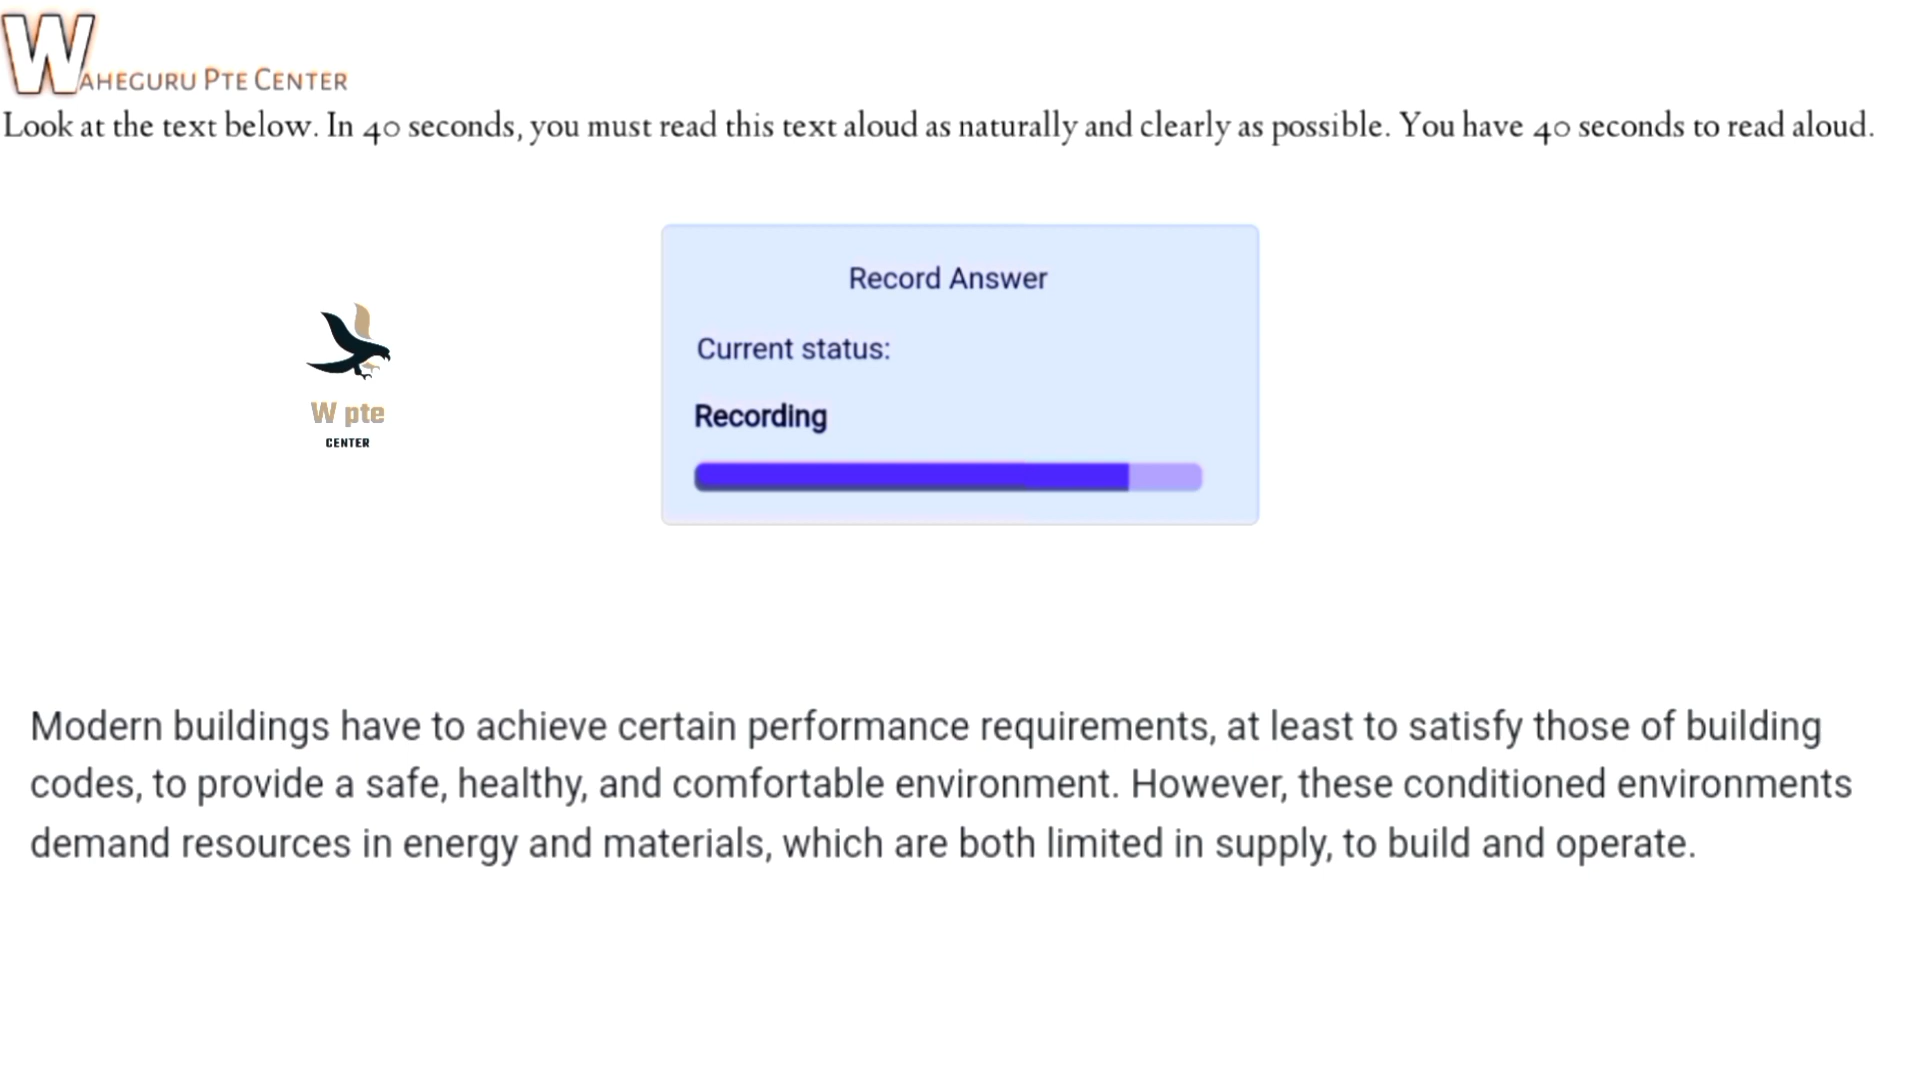 WAHEGURU PTE CENTER
Look at the text below. In 40 seconds, you must read this text aloud as naturally and clearly as possible. You have 40 seconds to read aloud.
Record Answer
Current status:
Recording
W pte
CENTER
Modern buildings have to achieve certain performance requirements, at least to satisfy those of building
codes, to provide a safe, healthy, and comfortable environment. However, these conditioned environments
demand resources in energy and materials, which are both limited in supply, to build and operate.